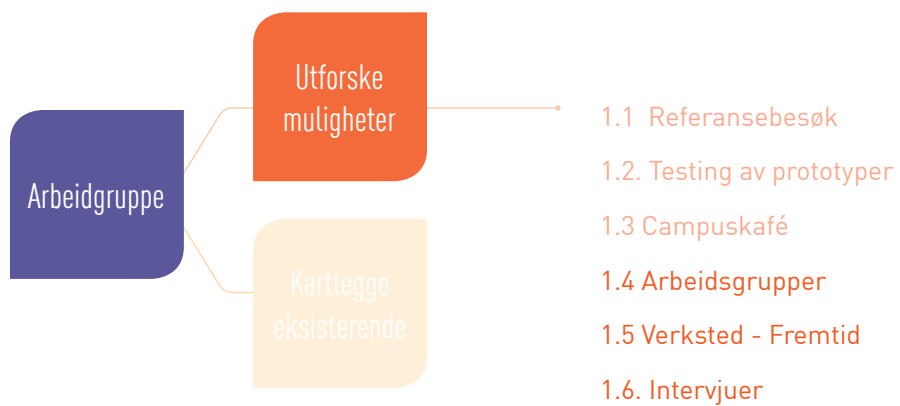 Arbeidgruppe
Utforske
muligheter
Kartlegge
eksisterende
1.1 Referansebesøk
1.2. Testing av prototyper
1.3 Campuskafé
1.4 Arbeidsgrupper
1.5 Verksted - Fremtid
1.6. Intervjuer